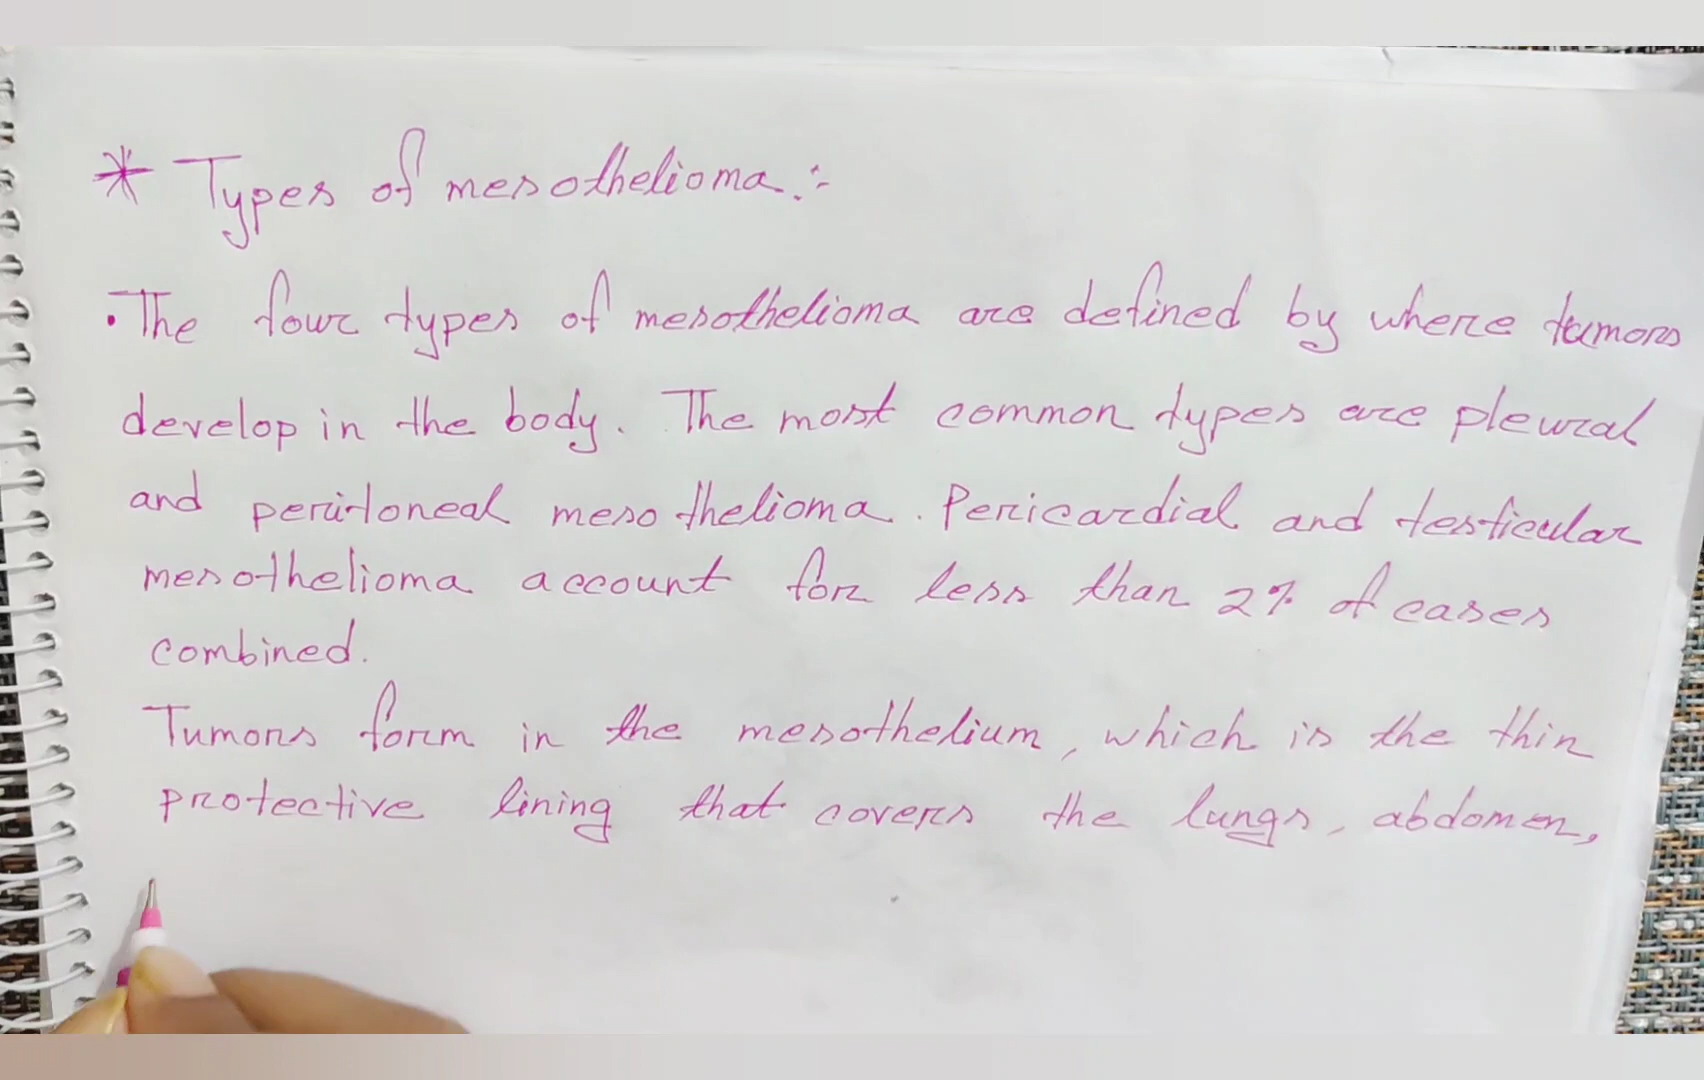 * Types of mesothelioma :-
• The four types of mesothelioma are defined by where tumors
develop in the body. The most common types are pleural
and peritoneal mesothelioma. Pericardial and testicular
mesothelioma account for less than 2% of cases
combined.
Tumors form in the mesothelium, which is the thin
protective lining that covers the lungs, abdomen,